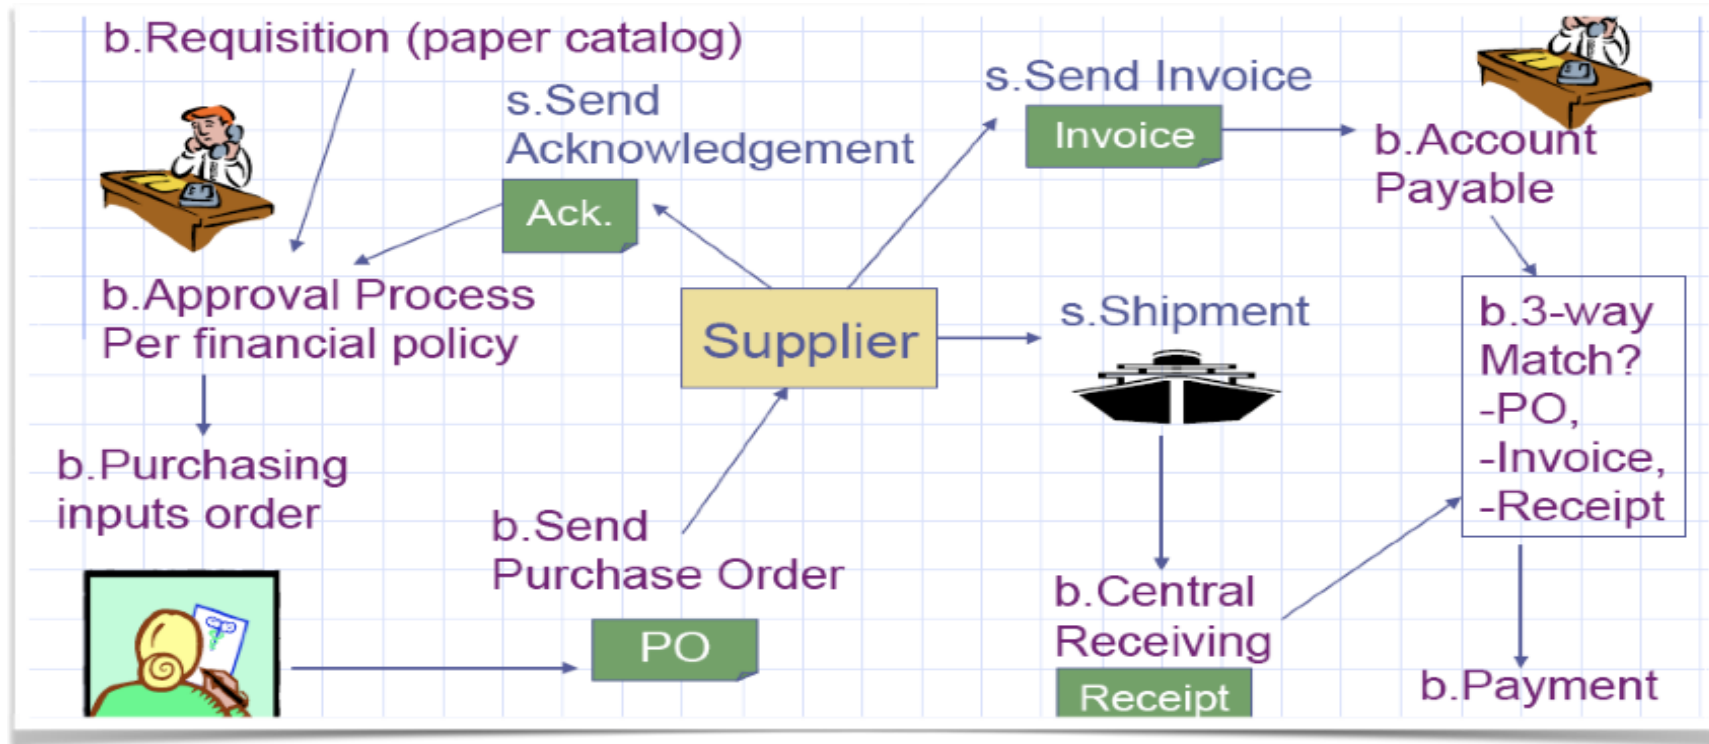 b.Requisition (paper catalog)
s.Send
Acknowledgement
Ack.
s.Send Invoice
Invoice
b.Account
Payable
b.Approval Process
Per financial policy
Supplier
s.Shipment
b.3-way
Match?
-PO,
-Invoice,
-Receipt
b.Purchasing
inputs order
b.Send
Purchase Order
PO
b.Central
Receiving
Receipt
b.Payment